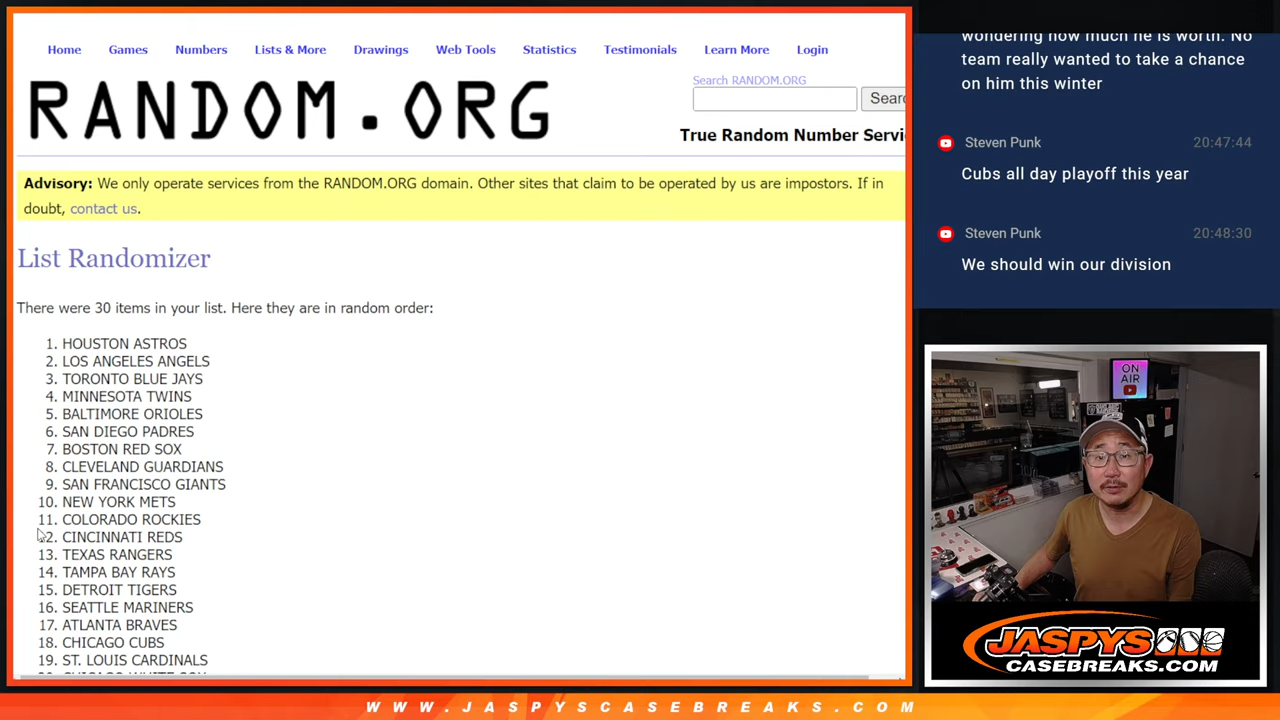 Home Games Numbers Lists & More Drawings Web Tools Statistics Testimonials Learn More Login
RANDOM.ORG
Search RANDOM.ORG
Searc
True Random Number Servi
Advisory: We only operate services from the RANDOM.ORG domain. Other sites that claim to be operated by us are impostors. If in
doubt, contact us.
List Randomizer
There were 30 items in your list. Here they are in random order:
1. HOUSTON ASTROS
2. LOS ANGELES ANGELS
3. TORONTO BLUE JAYS
4. MINNESOTA TWINS
5. BALTIMORE ORIOLES
6. SAN DIEGO PADRES
7. BOSTON RED SOX
8. CLEVELAND GUARDIANS
9. SAN FRANCISCO GIANTS
10. NEW YORK METS
11. COLORADO ROCKIES
12. CINCINNATI REDS
13. TEXAS RANGERS
14. TAMPA BAY RAYS
15. DETROIT TIGERS
16. SEATTLE MARINERS
17. ATLANTA BRAVES
18. CHICAGO CUBS
19. ST. LOUIS CARDINALS
wondering how much he is worth. No
team really wanted to take a chance
on him this winter
Steven Punk 20:47:44
Cubs all day playoff this year
Steven Punk 20:48:30
We should win our division
ON
AIR
JASPYS
CASEBREAKS.COM
WWW.JASPYSCASEBREAKS.COM